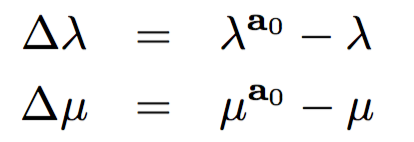 Δλ = λ^{𝐚₀} − λ
Δμ = μ^{𝐚₀} − μ